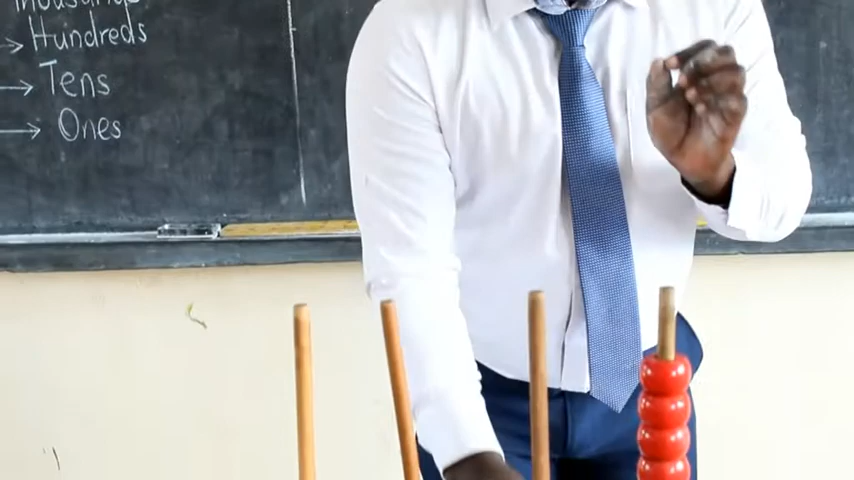 → Hundreds
→ Tens
→ Ones